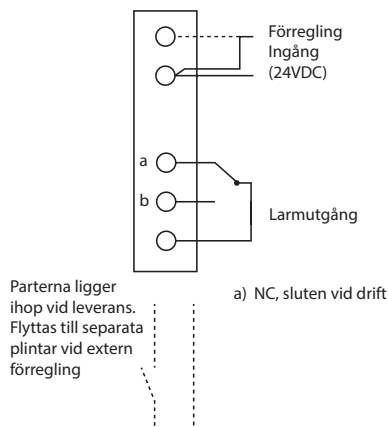 Förregling
Ingång
(24VDC)
a
b
Larmutgång
Parterna ligger
ihop vid leverans.
Flyttas till separata
plintar vid extern
förregling
a) NC, sluten vid drift